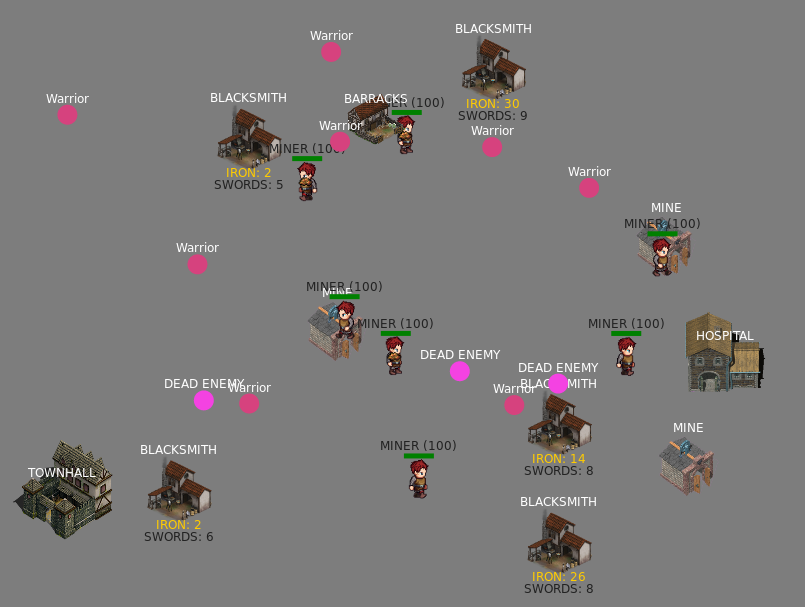 BLACKSMITH
Warrior
IRON: 30
SWORDS: 9
Warrior
BLACKSMITH
BARRACKS
MINER (100)
Warrior
Warrior
MINER (100)
IRON: 2
SWORDS: 5
Warrior
MINE
MINER (100)
Warrior
MINER (100)
MINE
MINER (100)
MINER (100)
HOSPITAL
DEAD ENEMY
DEAD ENEMY
BLACKSMITH
DEAD ENEMY
Warrior
Warrior
MINE
MINER (100)
BLACKSMITH
IRON: 14
SWORDS: 8
TOWNHALL
BLACKSMITH
IRON: 2
SWORDS: 6
IRON: 26
SWORDS: 8